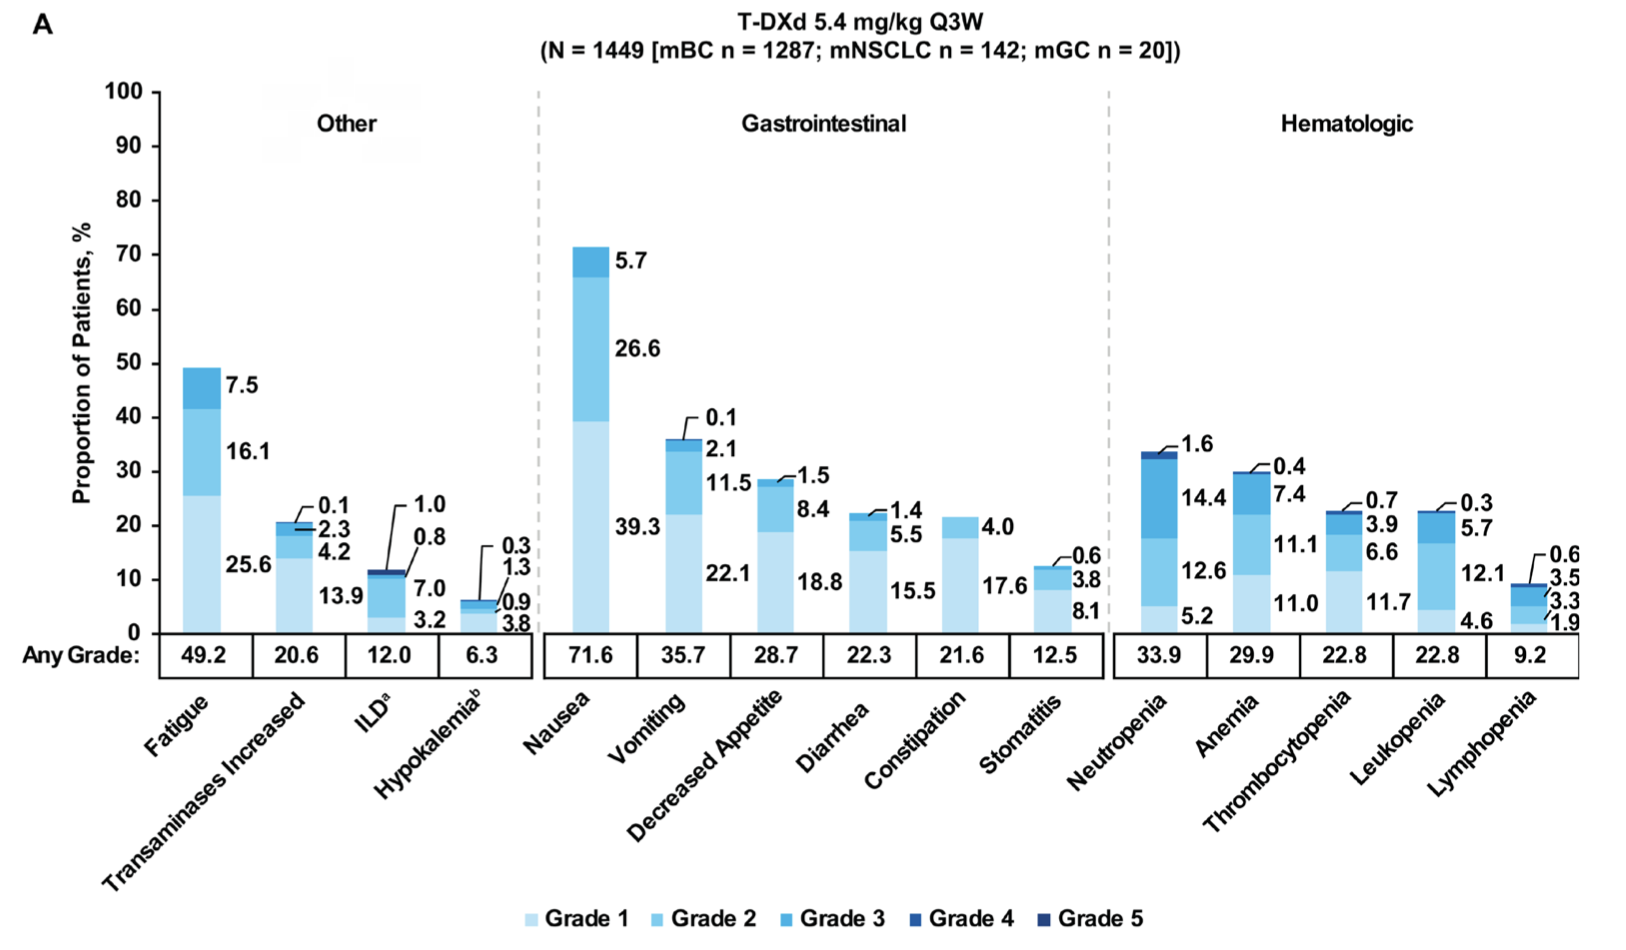 A
T-DXd 5.4 mg/kg Q3W
(N = 1449 [mBC n = 1287; mNSCLC n = 142; mGC n = 20])
Proportion of Patients, %
100
90
80
70
60
50
40
30
20
10
0
Other
Gastrointestinal
Hematologic
7.5
16.1
25.6
0.1
2.3
4.2
13.9
1.0
0.8
7.0
3.2
0.3
1.3
0.9
3.8
5.7
26.6
39.3
0.1
2.1
11.5
22.1
1.5
8.4
18.8
1.4
5.5
15.5
4.0
17.6
0.6
3.8
8.1
1.6
14.4
12.6
5.2
0.4
7.4
11.1
11.0
0.7
3.9
6.6
11.7
0.3
5.7
12.1
4.6
0.6
3.5
3.3
1.9
Any Grade: 49.2 20.6 12.0 6.3 71.6 35.7 28.7 22.3 21.6 12.5 33.9 29.9 22.8 22.8 9.2
Fatigue
Transaminases Increased
ILDᵃ
Hypokalemiaᵇ
Nausea
Vomiting
Decreased Appetite
Diarrhea
Constipation
Stomatitis
Neutropenia
Anemia
Thrombocytopenia
Leukopenia
Lymphopenia
Grade 1 Grade 2 Grade 3 Grade 4 Grade 5